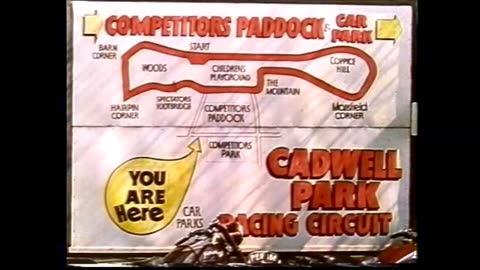 COMPETITORS PADDOCK & CAR PARK
BARN CORNER
START
COPPICE HILL
WOODS
CHILDRENS PLAYGROUND
THE MOUNTAIN
HAIRPIN CORNER
SPECTATORS FOOTBRIDGE
COMPETITORS PADDOCK
Mansfield CORNER
COMPETITORS PARK
YOU ARE Here
CAR PARKS
CADWELL PARK RACING CIRCUIT